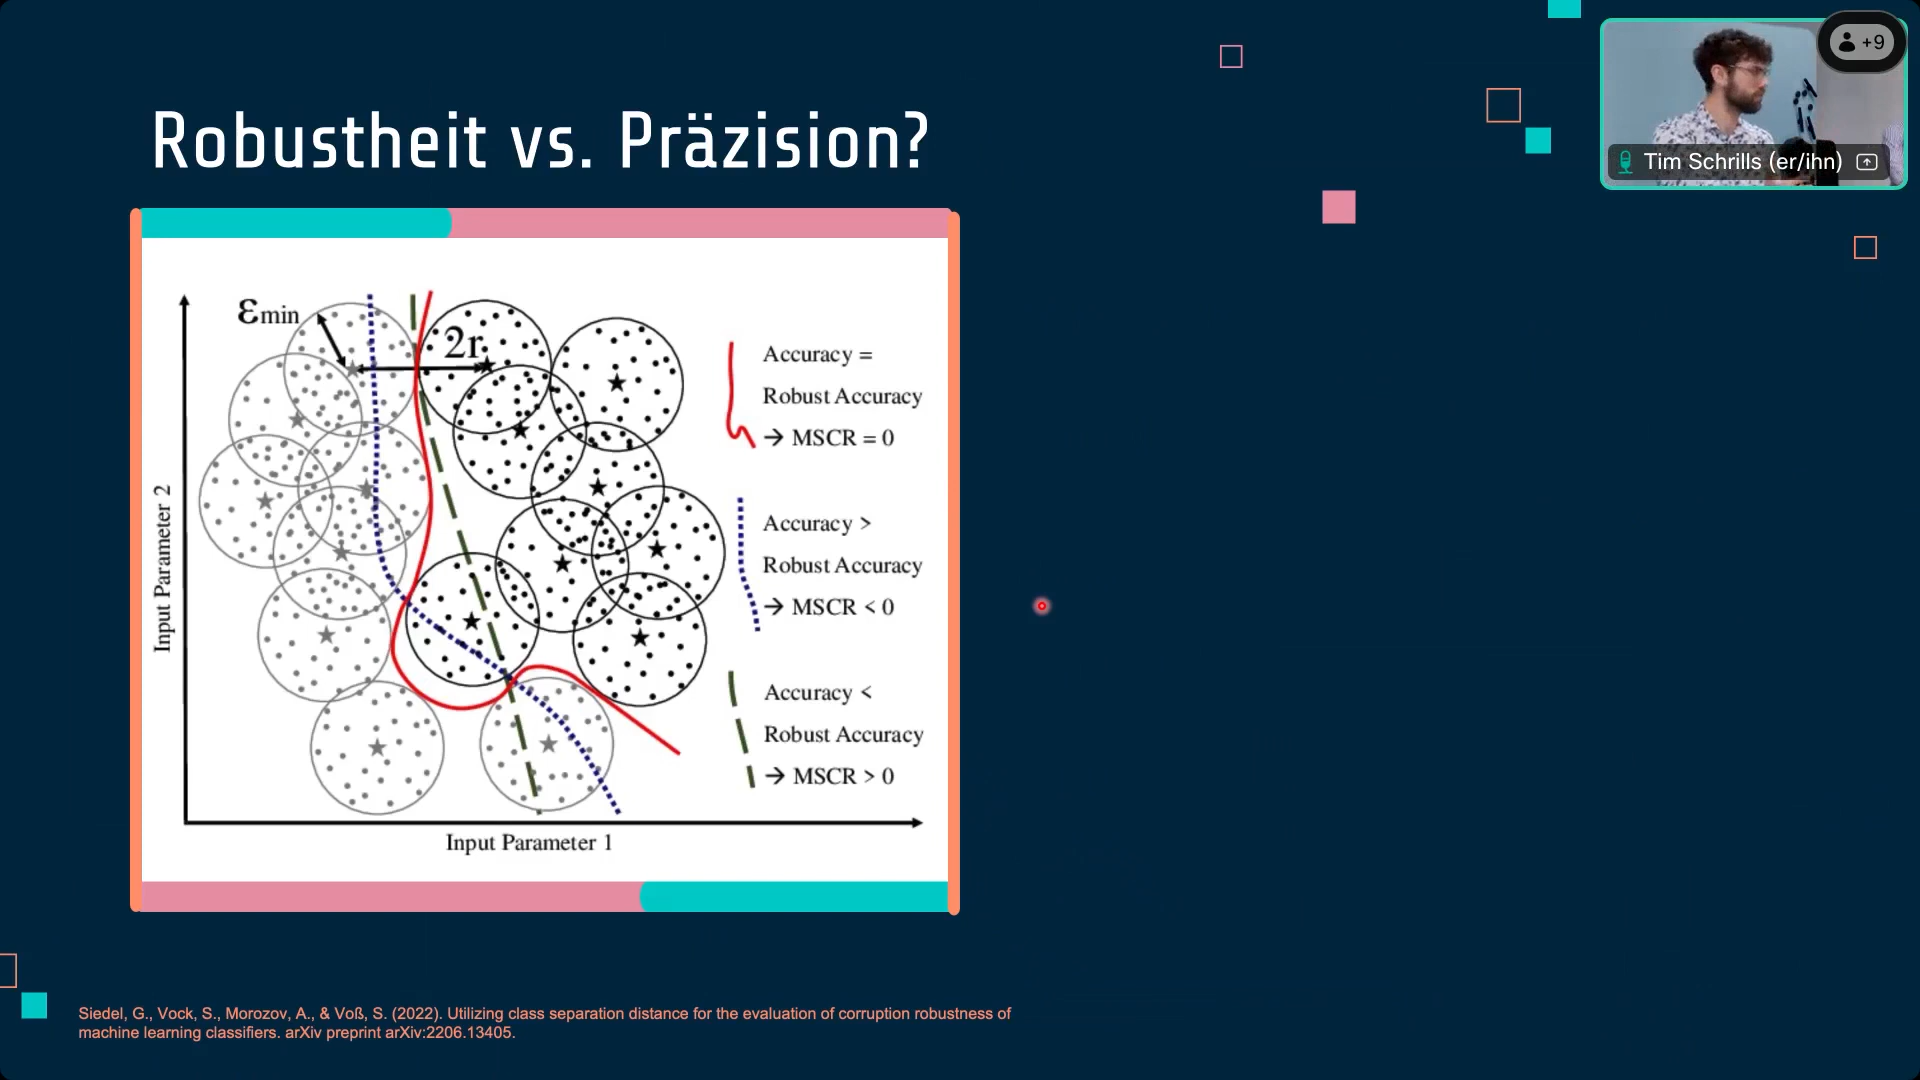 +9
Tim Schrills (er/ihn)
Robustheit vs. Präzision?
εmin
2r
Accuracy =
Robust Accuracy
→ MSCR = 0
Accuracy >
Robust Accuracy
→ MSCR < 0
Accuracy <
Robust Accuracy
→ MSCR > 0
Input Parameter 2
Input Parameter 1
Siedel, G., Vock, S., Morozov, A., & Voß, S. (2022). Utilizing class separation distance for the evaluation of corruption robustness of
machine learning classifiers. arXiv preprint arXiv:2206.13405.